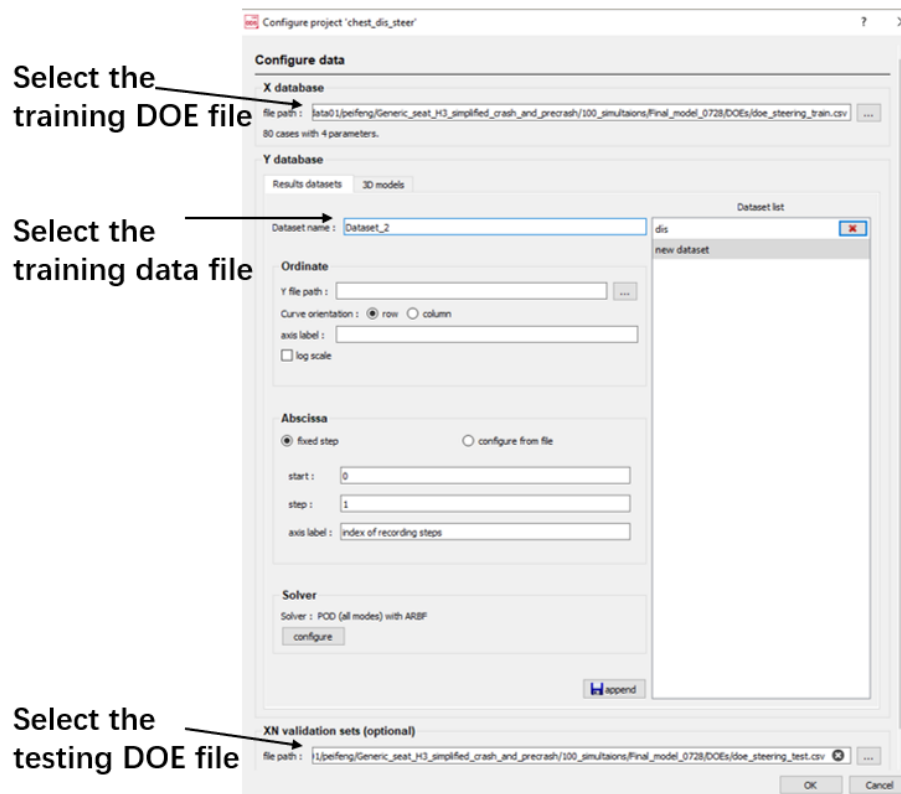 ODS Configure project 'chest_dis_steer' ?
Configure data
Select the
training DOE file
X database
file path : data01/peifeng/Generic_seat_H3_simplified_crash_and_precrash/100_simultaions/Final_model_0728/DOEs/doe_steering_train.csv ...
80 cases with 4 parameters.
Y database
Results datasets 3D models
Dataset list
Select the
training data file
Dataset name : Dataset_2
dis
new dataset
Ordinate
Y file path : ...
Curve orientation : row column
axis label :
log scale
Abscissa
fixed step configure from file
start : 0
step : 1
axis label : index of recording steps
Solver
Solver : POD (all modes) with ARBF
configure
append
Select the
testing DOE file
XN validation sets (optional)
file path : 1/peifeng/Generic_seat_H3_simplified_crash_and_precrash/100_simultaions/Final_model_0728/DOEs/doe_steering_test.csv ...
OK Cancel